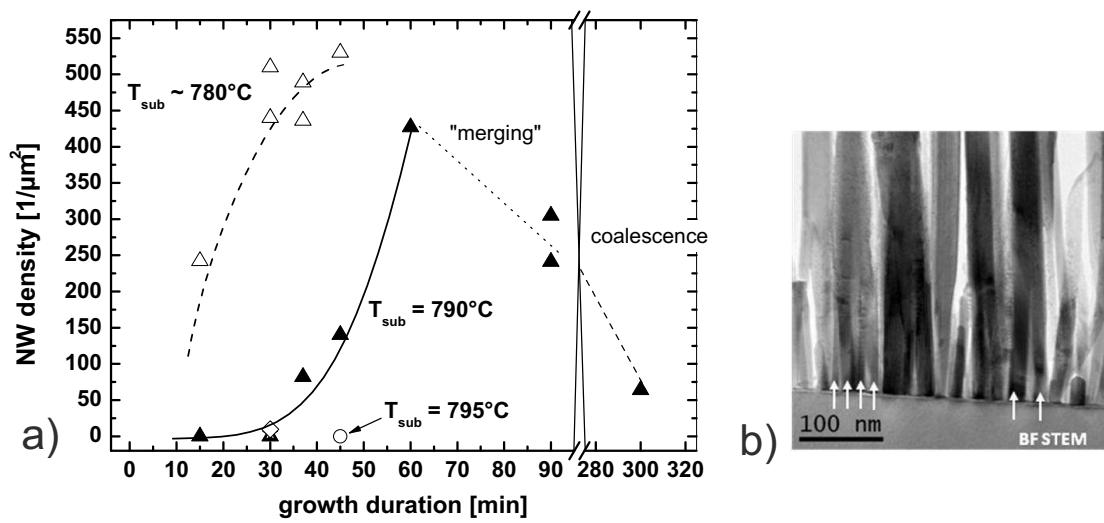 550
500
450
400
350
300
250
200
150
100
50
0
NW density [1/µm²]
T_sub ~ 780°C
"merging"
coalescence
T_sub = 790°C
T_sub = 795°C
0 10 20 30 40 50 60 70 80 90 280 300 320
growth duration [min]
a)
100 nm
BF STEM
b)